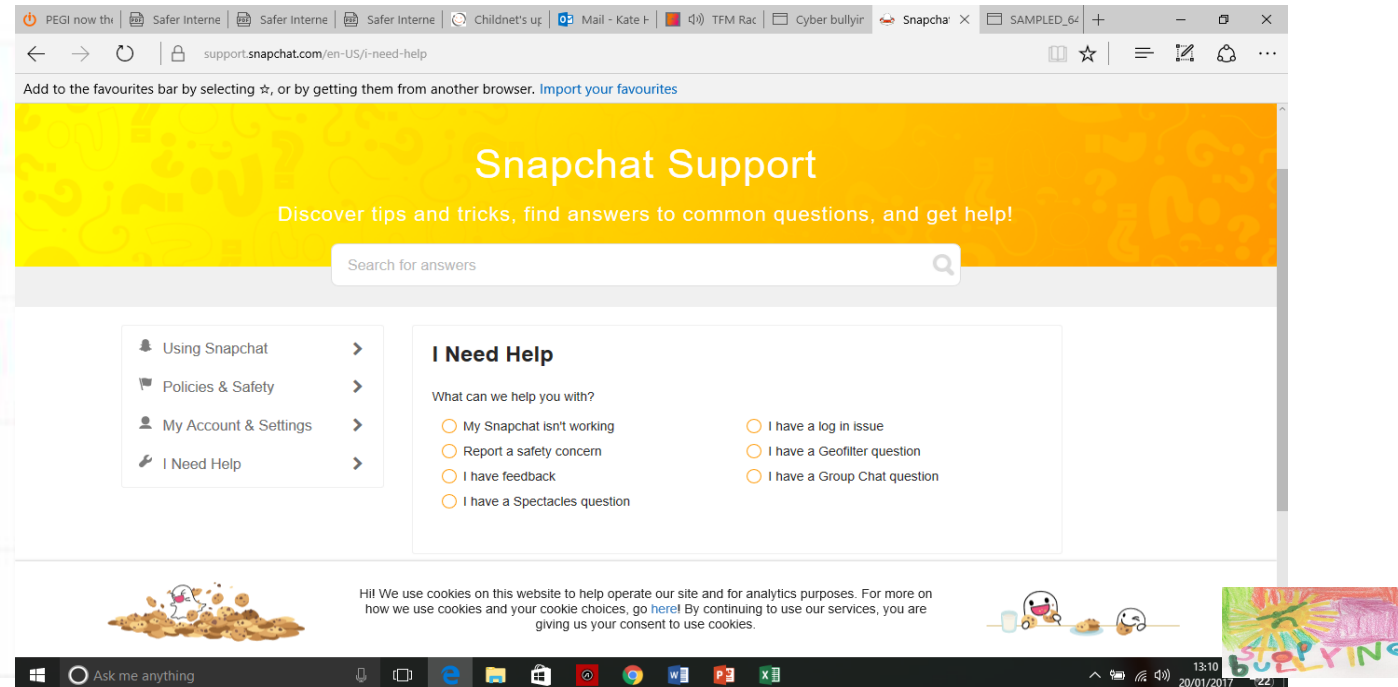 PEGI now the
Safer Interne
Safer Interne
Safer Interne
Childnet's up
Mail - Kate H
TFM Rac
Cyber bullyin
Snapchat
SAMPLED_64
support.snapchat.com/en-US/i-need-help
Add to the favourites bar by selecting ☆, or by getting them from another browser. Import your favourites
Snapchat Support
Discover tips and tricks, find answers to common questions, and get help!
Search for answers
Using Snapchat
Policies & Safety
My Account & Settings
I Need Help
I Need Help
What can we help you with?
My Snapchat isn't working
I have a log in issue
Report a safety concern
I have a Geofilter question
I have feedback
I have a Group Chat question
I have a Spectacles question
Hi! We use cookies on this website to help operate our site and for analytics purposes. For more on
how we use cookies and your cookie choices, go here! By continuing to use our services, you are
giving us your consent to use cookies.
Ask me anything
13:10
20/01/2017
22
STOP
BULLYING